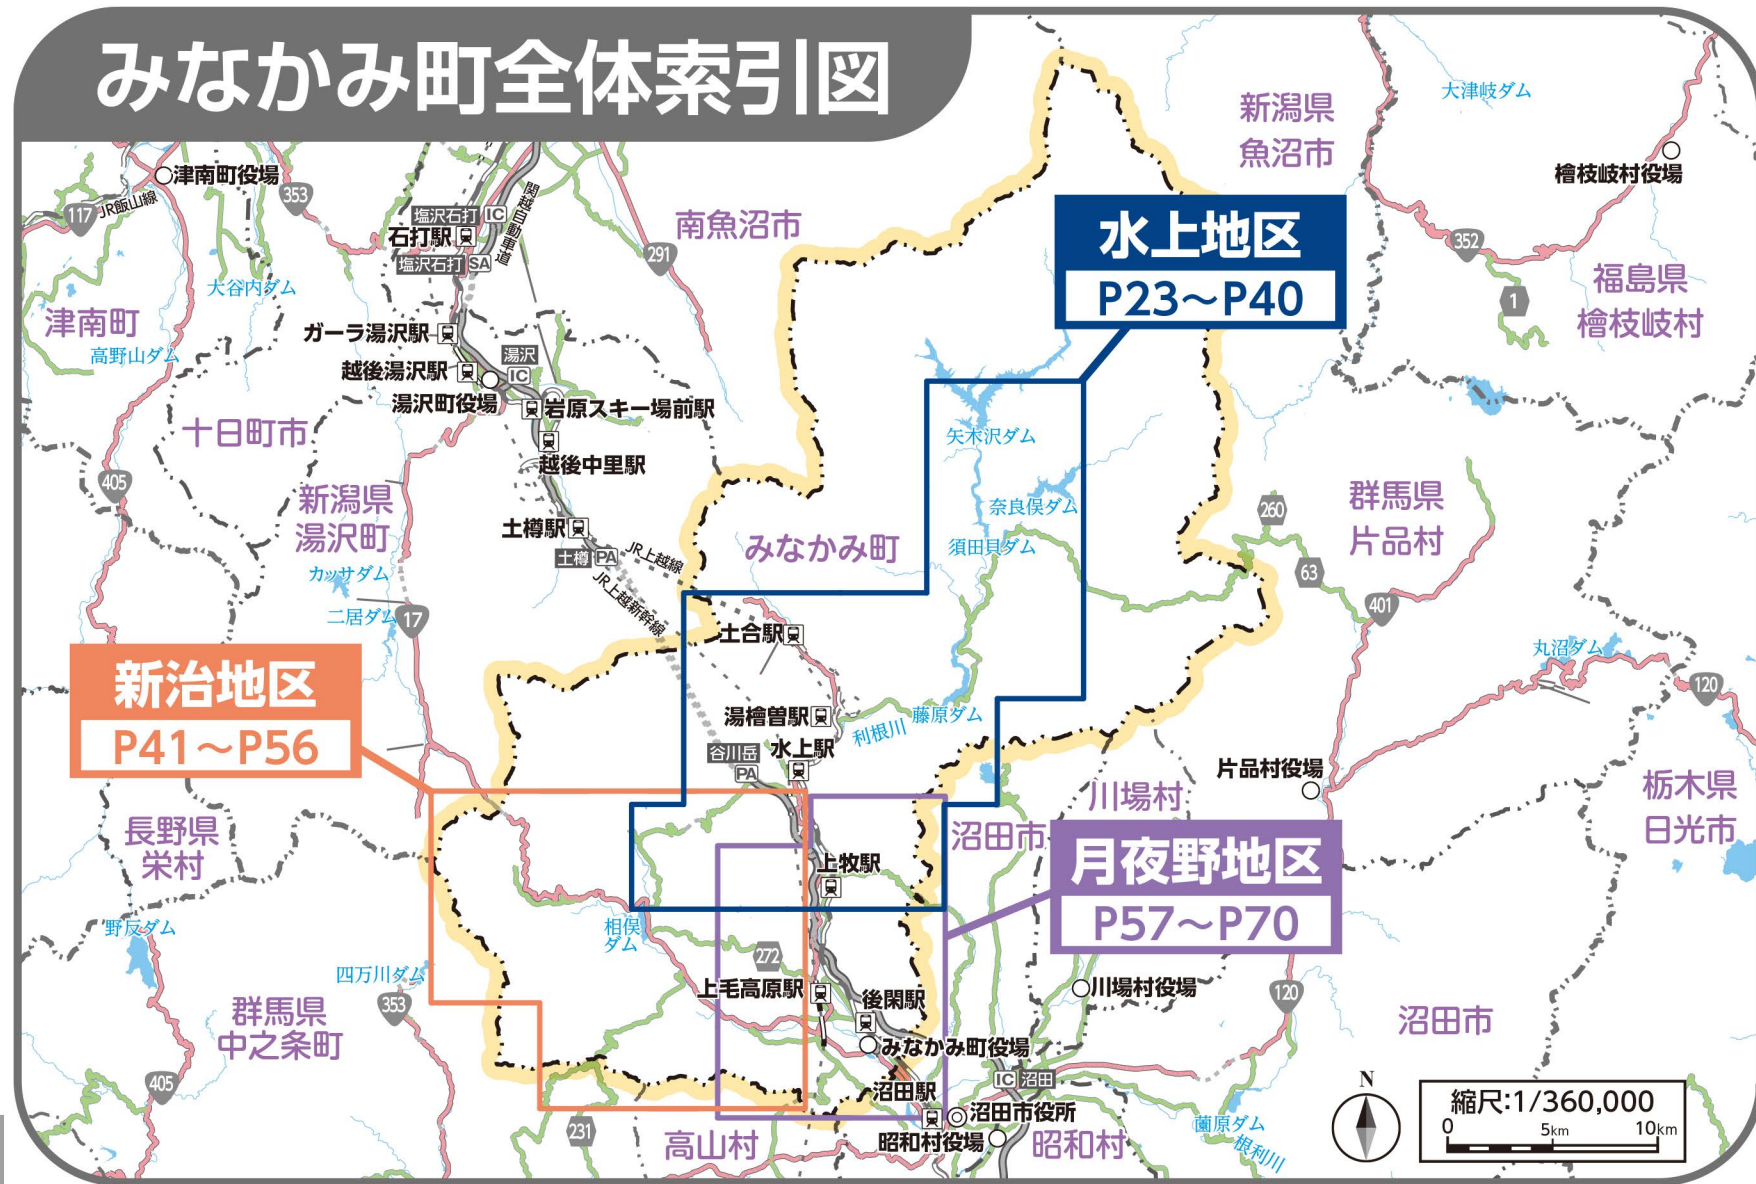 みなかみ町全体索引図
津南町役場
353
117
JR飯山線
塩沢石打
IC
関越自動車道
石打駅
塩沢石打
SA
南魚沼市
291
新潟県
魚沼市
大津岐ダム
檜枝岐村役場
352
福島県
檜枝岐村
1
水上地区
P23～P40
大谷内ダム
津南町
高野山ダム
ガーラ湯沢駅
越後湯沢駅
湯沢
IC
湯沢町役場
岩原スキー場前駅
十日町市
越後中里駅
405
新潟県
湯沢町
土樽駅
土樽
PA
JR上越線
JR上越新幹線
カッサダム
二居ダム
17
矢木沢ダム
奈良俣ダム
須田貝ダム
みなかみ町
260
63
群馬県
片品村
401
丸沼ダム
120
土合駅
新治地区
P41～P56
湯檜曽駅
利根川
藤原ダム
谷川岳
PA
水上駅
片品村役場
栃木県
日光市
川場村
沼田市
長野県
栄村
上牧駅
月夜野地区
P57～P70
野反ダム
相俣
ダム
四万川ダム
353
272
上毛高原駅
後閑駅
川場村役場
120
沼田市
群馬県
中之条町
みなかみ町役場
IC
沼田
405
沼田駅
沼田市役所
231
高山村
昭和村役場
昭和村
薗原ダム
根利川
N
縮尺:1/360,000
0
5km
10km